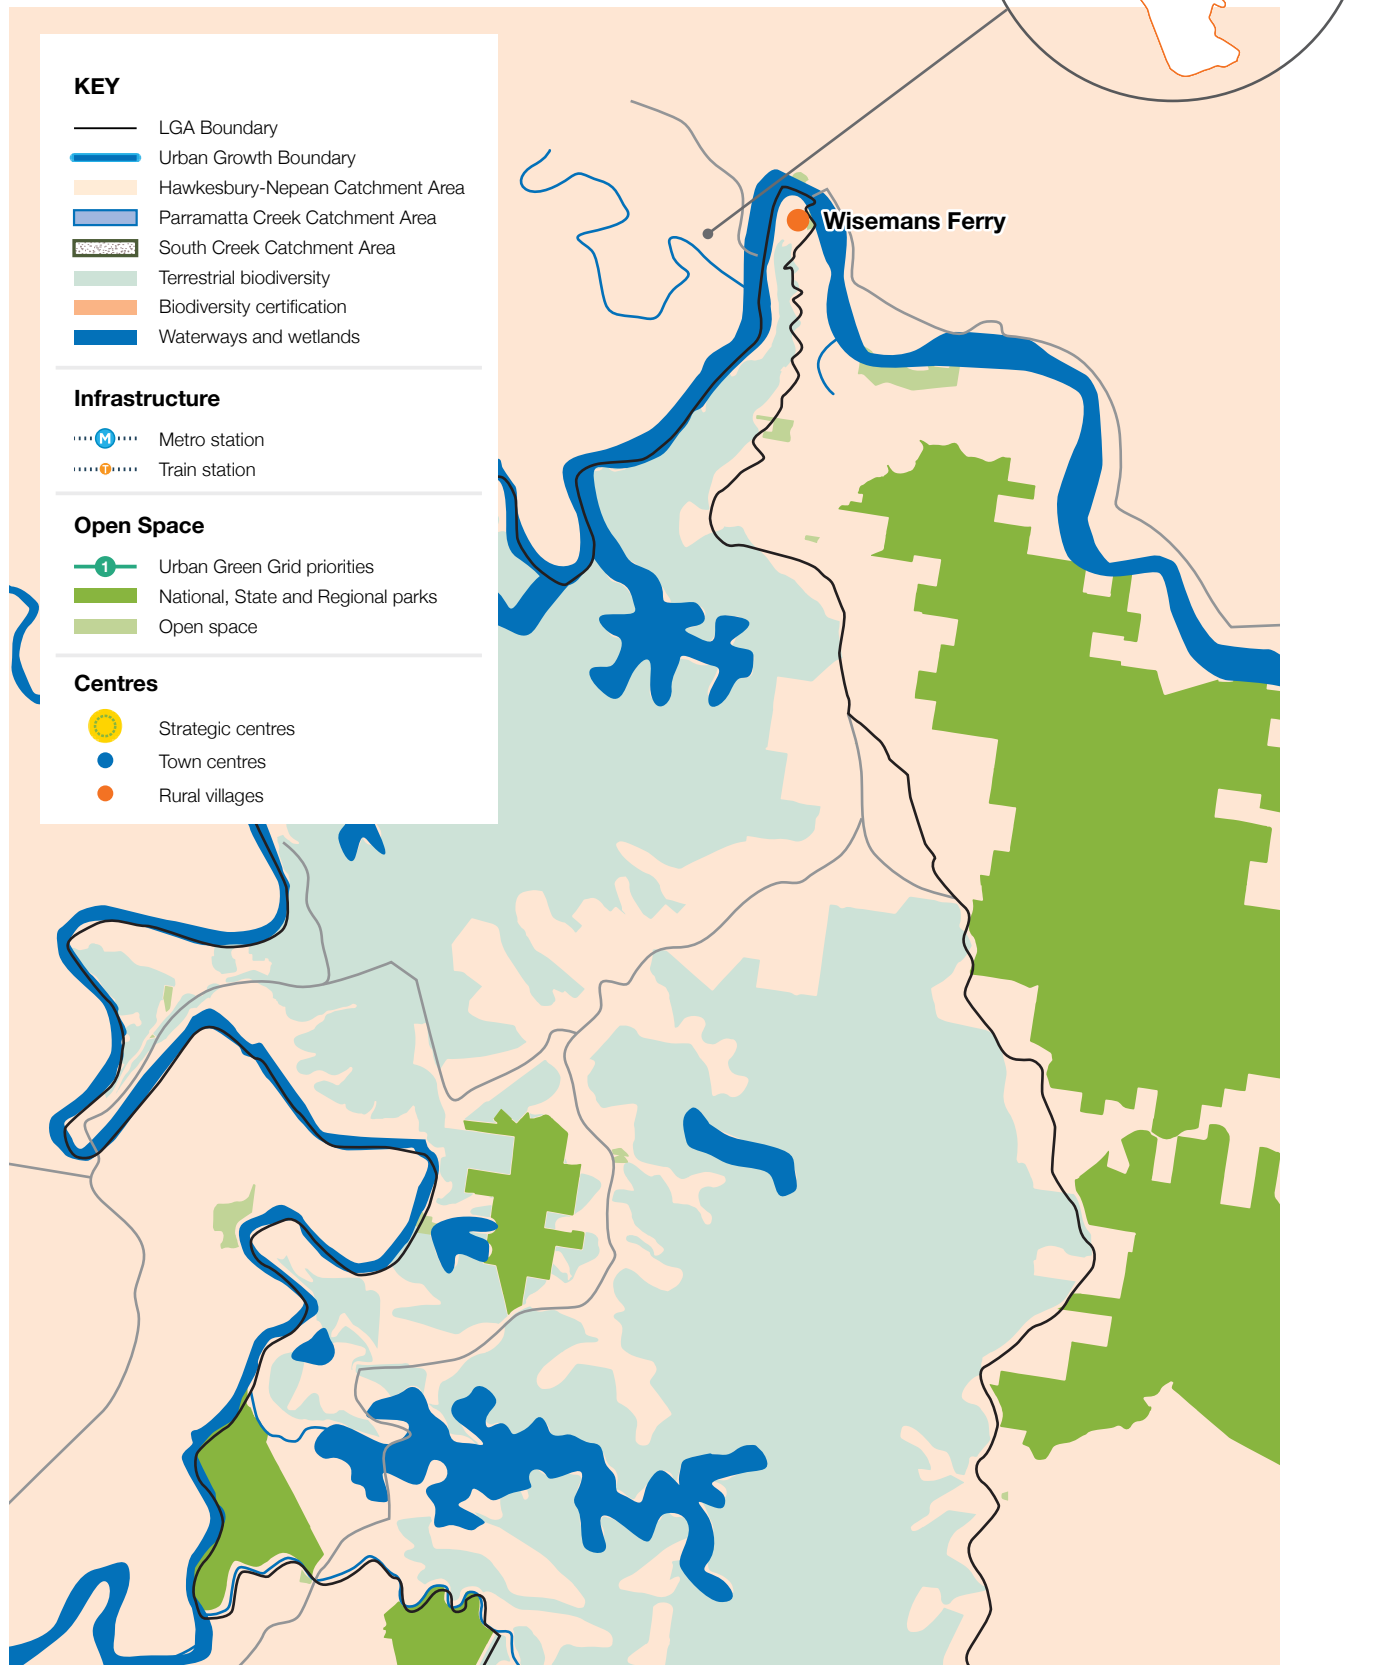 KEY
LGA Boundary
Urban Growth Boundary
Hawkesbury-Nepean Catchment Area
Parramatta Creek Catchment Area
South Creek Catchment Area
Terrestrial biodiversity
Biodiversity certification
Waterways and wetlands
Infrastructure
M Metro station
T Train station
Open Space
1 Urban Green Grid priorities
National, State and Regional parks
Open space
Centres
Strategic centres
Town centres
Rural villages
Wisemans Ferry